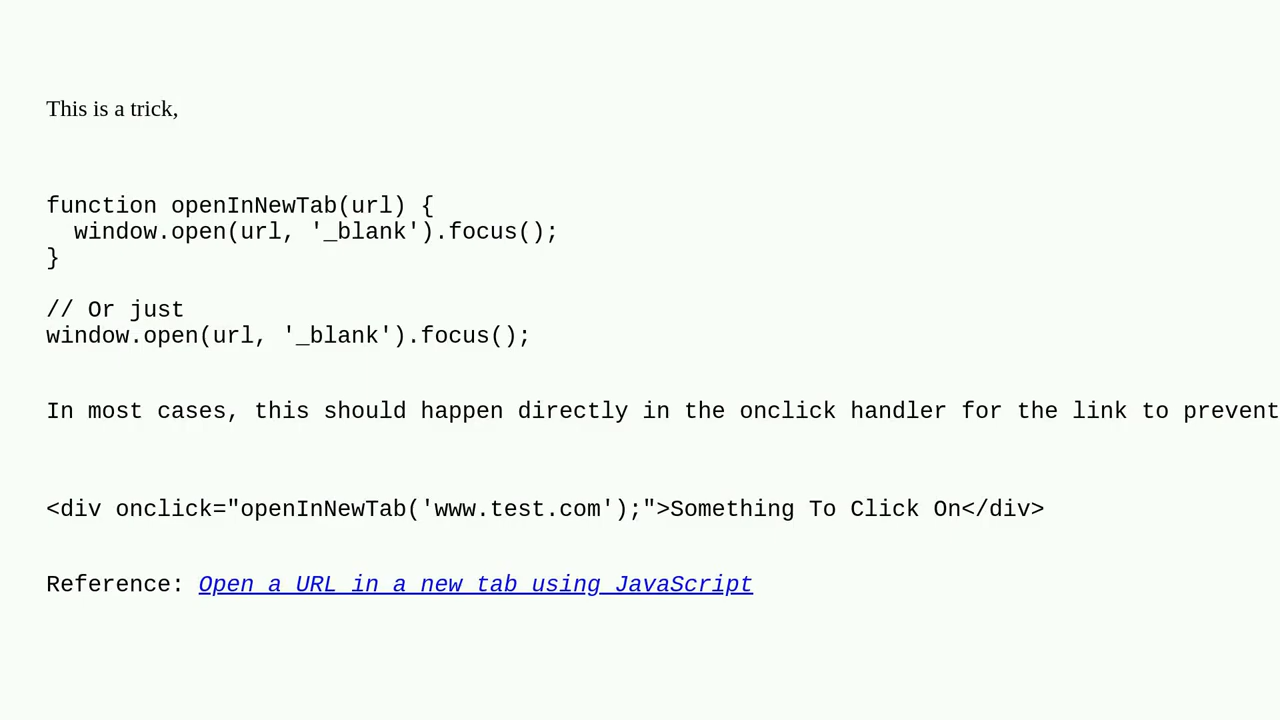 This is a trick,
function openInNewTab(url) {
  window.open(url, '_blank').focus();
}
// Or just
window.open(url, '_blank').focus();
In most cases, this should happen directly in the onclick handler for the link to prevent
<div onclick="openInNewTab('www.test.com');">Something To Click On</div>
Reference: Open a URL in a new tab using JavaScript